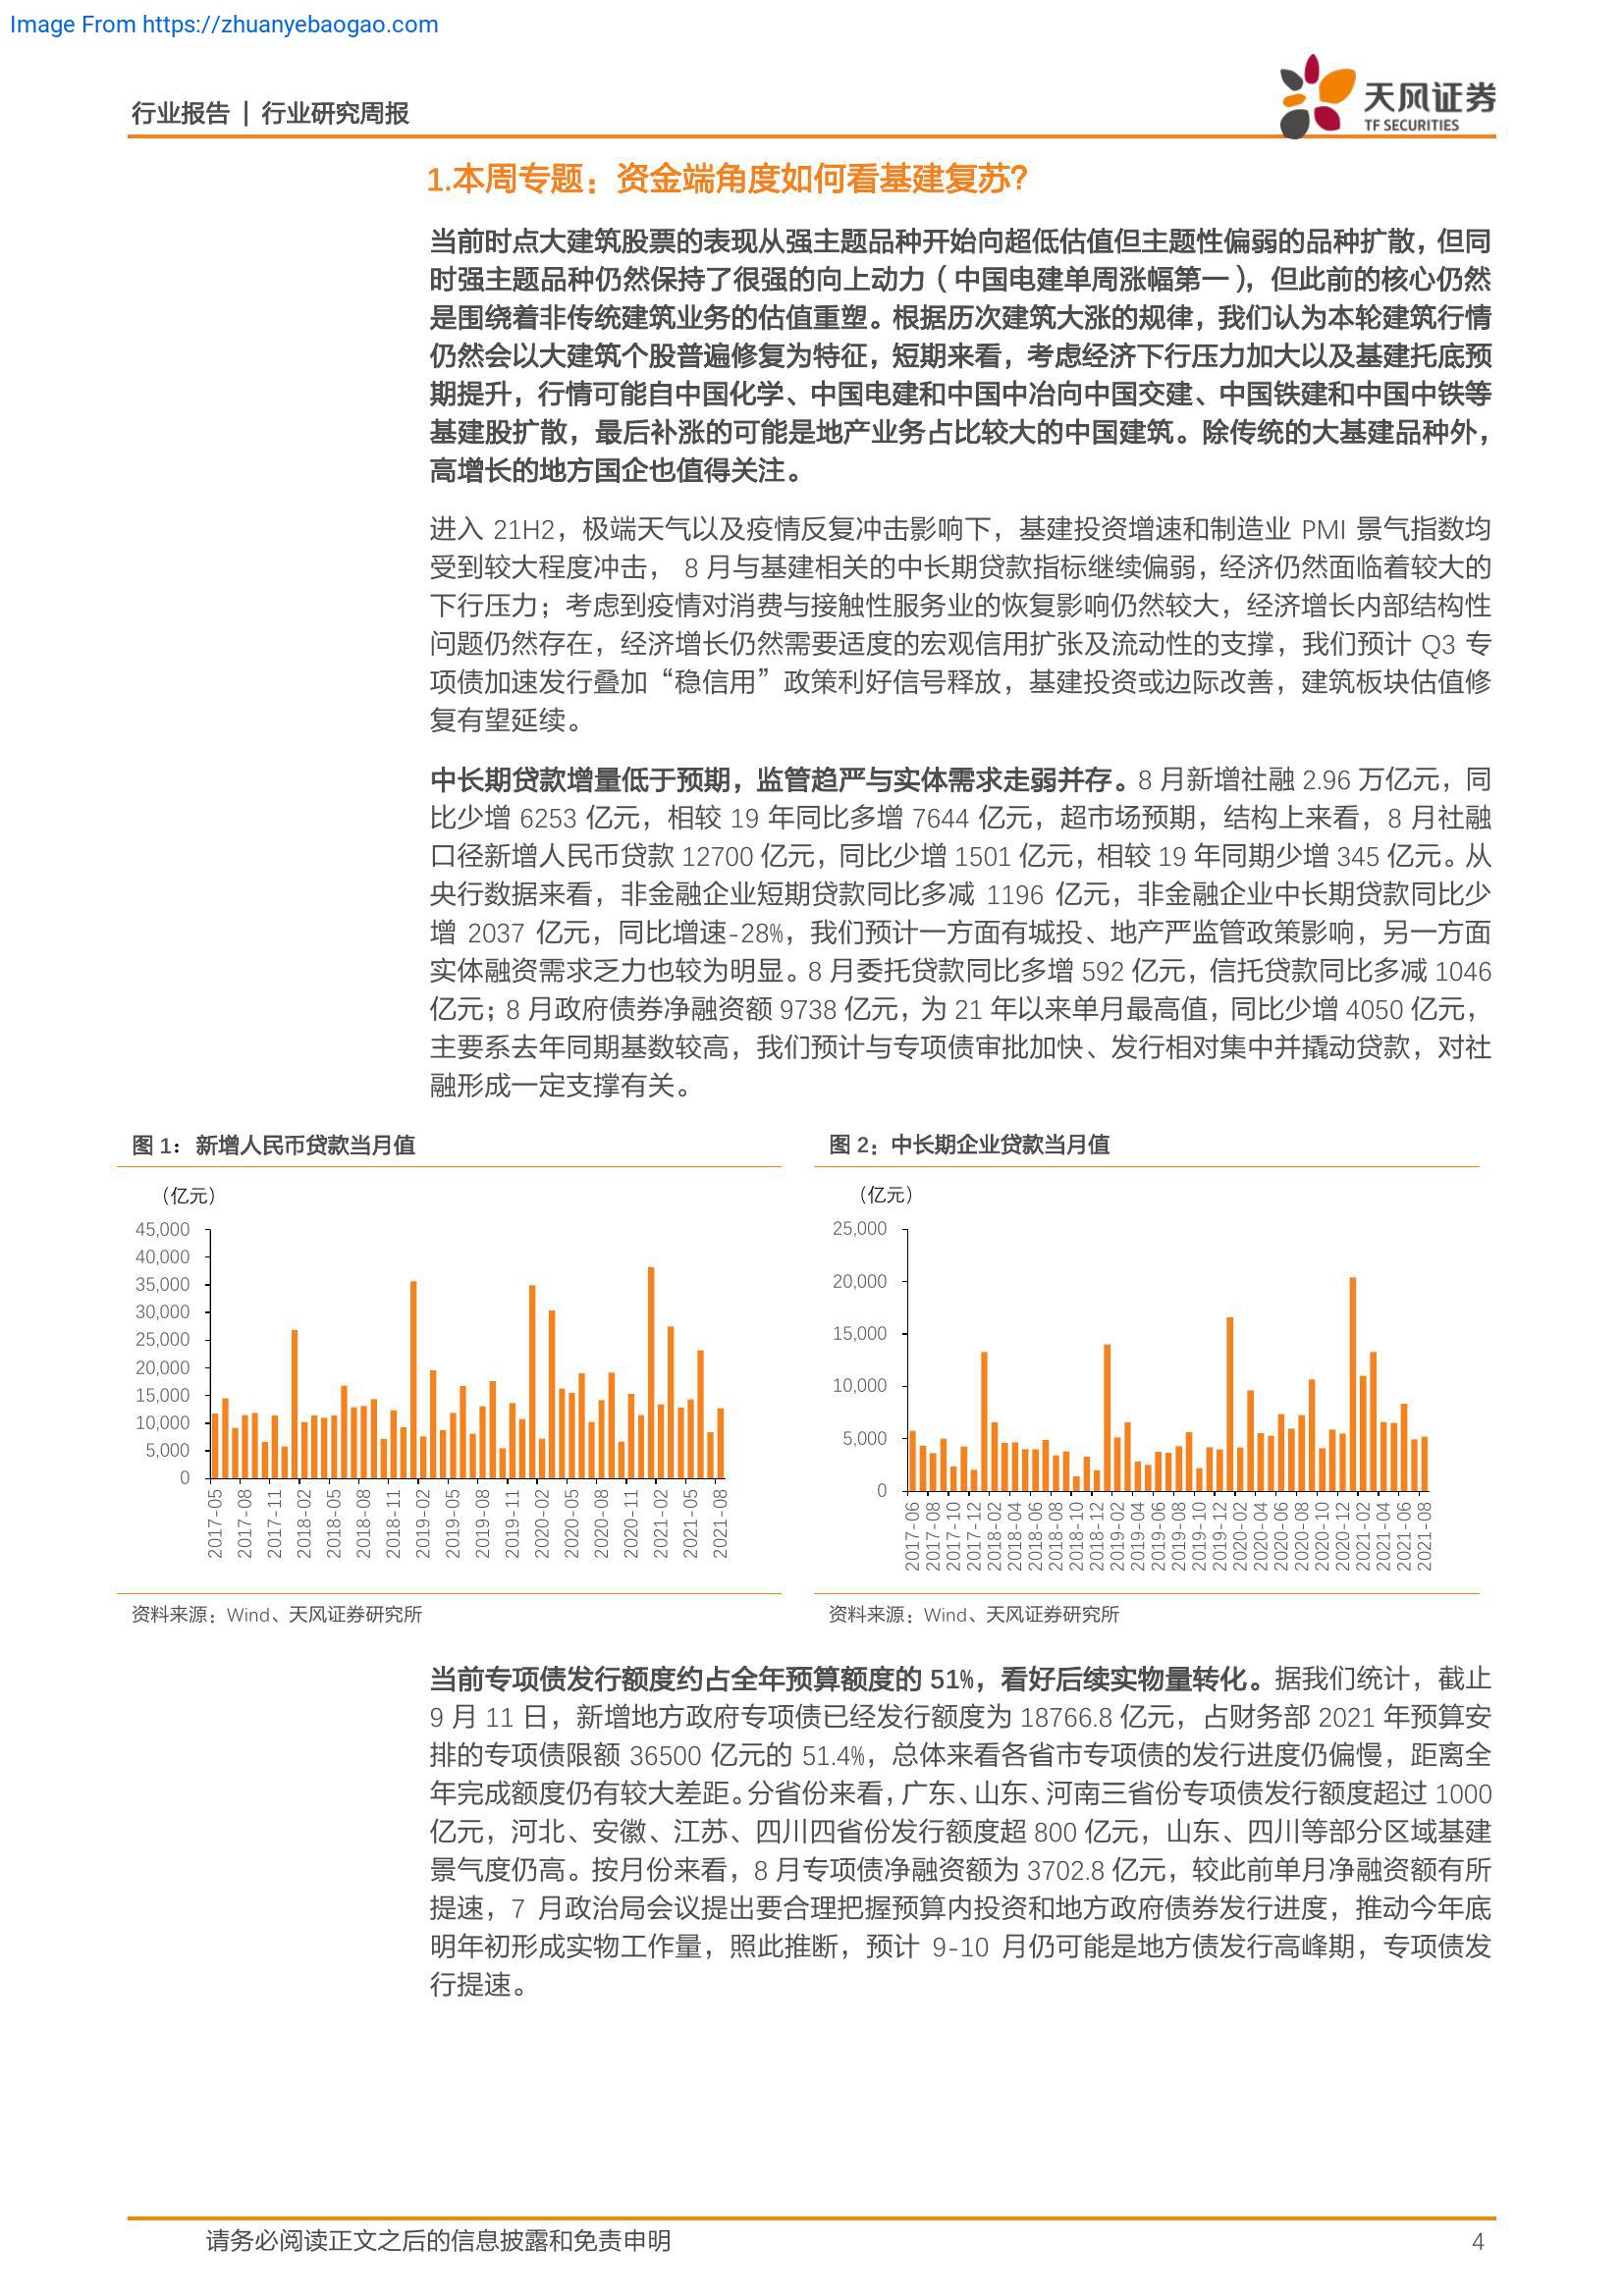 Image From https://zhuanyebaogao.com
行业报告 | 行业研究周报
天风证券
TF SECURITIES
1.本周专题：资金端角度如何看基建复苏？
当前时点大建筑股票的表现从强主题品种开始向超低估值但主题性偏弱的品种扩散，但同
时强主题品种仍然保持了很强的向上动力（中国电建单周涨幅第一），但此前的核心仍然
是围绕着非传统建筑业务的估值重塑。根据历次建筑大涨的规律，我们认为本轮建筑行情
仍然会以大建筑个股普遍修复为特征，短期来看，考虑经济下行压力加大以及基建托底预
期提升，行情可能自中国化学、中国电建和中国中冶向中国交建、中国铁建和中国中铁等
基建股扩散，最后补涨的可能是地产业务占比较大的中国建筑。除传统的大基建品种外，
高增长的地方国企也值得关注。
进入 21H2，极端天气以及疫情反复冲击影响下，基建投资增速和制造业 PMI 景气指数均
受到较大程度冲击， 8 月与基建相关的中长期贷款指标继续偏弱，经济仍然面临着较大的
下行压力；考虑到疫情对消费与接触性服务业的恢复影响仍然较大，经济增长内部结构性
问题仍然存在，经济增长仍然需要适度的宏观信用扩张及流动性的支撑，我们预计 Q3 专
项债加速发行叠加“稳信用”政策利好信号释放，基建投资或边际改善，建筑板块估值修
复有望延续。
中长期贷款增量低于预期，监管趋严与实体需求走弱并存。8 月新增社融 2.96 万亿元，同
比少增 6253 亿元，相较 19 年同比多增 7644 亿元，超市场预期，结构上来看，8 月社融
口径新增人民币贷款 12700 亿元，同比少增 1501 亿元，相较 19 年同期少增 345 亿元。从
央行数据来看，非金融企业短期贷款同比多减 1196 亿元，非金融企业中长期贷款同比少
增 2037 亿元，同比增速-28%，我们预计一方面有城投、地产严监管政策影响，另一方面
实体融资需求乏力也较为明显。8 月委托贷款同比多增 592 亿元，信托贷款同比多减 1046
亿元；8 月政府债券净融资额 9738 亿元，为 21 年以来单月最高值，同比少增 4050 亿元，
主要系去年同期基数较高，我们预计与专项债审批加快、发行相对集中并撬动贷款，对社
融形成一定支撑有关。
图 1：新增人民币贷款当月值
（亿元）
45,000
40,000
35,000
30,000
25,000
20,000
15,000
10,000
5,000
0
2017-05
2017-08
2017-11
2018-02
2018-05
2018-08
2018-11
2019-02
2019-05
2019-08
2019-11
2020-02
2020-05
2020-08
2020-11
2021-02
2021-05
2021-08
资料来源：Wind、天风证券研究所
图 2：中长期企业贷款当月值
（亿元）
25,000
20,000
15,000
10,000
5,000
0
2017-06
2017-08
2017-10
2017-12
2018-02
2018-04
2018-06
2018-08
2018-10
2018-12
2019-02
2019-04
2019-06
2019-08
2019-10
2019-12
2020-02
2020-04
2020-06
2020-08
2020-10
2020-12
2021-02
2021-04
2021-06
2021-08
资料来源：Wind、天风证券研究所
当前专项债发行额度约占全年预算额度的 51%，看好后续实物量转化。据我们统计，截止
9 月 11 日，新增地方政府专项债已经发行额度为 18766.8 亿元，占财务部 2021 年预算安
排的专项债限额 36500 亿元的 51.4%，总体来看各省市专项债的发行进度仍偏慢，距离全
年完成额度仍有较大差距。分省份来看，广东、山东、河南三省份专项债发行额度超过 1000
亿元，河北、安徽、江苏、四川四省份发行额度超 800 亿元，山东、四川等部分区域基建
景气度仍高。按月份来看，8 月专项债净融资额为 3702.8 亿元，较此前单月净融资额有所
提速，7 月政治局会议提出要合理把握预算内投资和地方政府债券发行进度，推动今年底
明年初形成实物工作量，照此推断，预计 9-10 月仍可能是地方债发行高峰期，专项债发
行提速。
请务必阅读正文之后的信息披露和免责申明
4